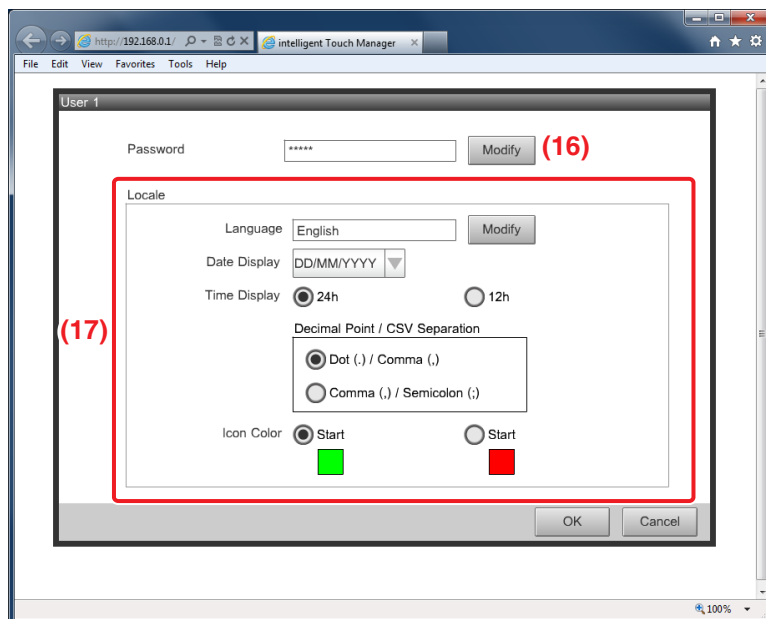 http://192.168.0.1/
intelligent Touch Manager
File Edit View Favorites Tools Help
User 1
Password ***** Modify (16)
Locale
Language English Modify
Date Display DD/MM/YYYY
Time Display 24h 12h
(17)
Decimal Point / CSV Separation
Dot (.) / Comma (,)
Comma (,) / Semicolon (;)
Icon Color Start Start
OK Cancel
100%